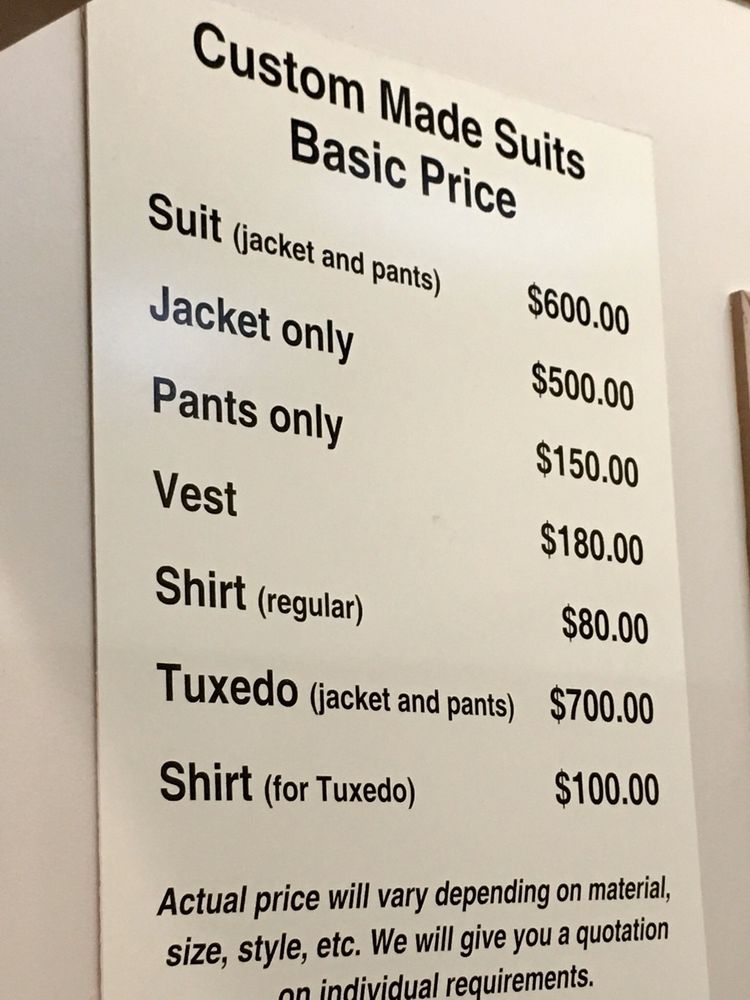 Custom Made Suits
Basic Price
Suit (jacket and pants) $600.00
Jacket only $500.00
Pants only $150.00
Vest $180.00
Shirt (regular) $80.00
Tuxedo (jacket and pants) $700.00
Shirt (for Tuxedo) $100.00
Actual price will vary depending on material,
size, style, etc. We will give you a quotation
on individual requirements.